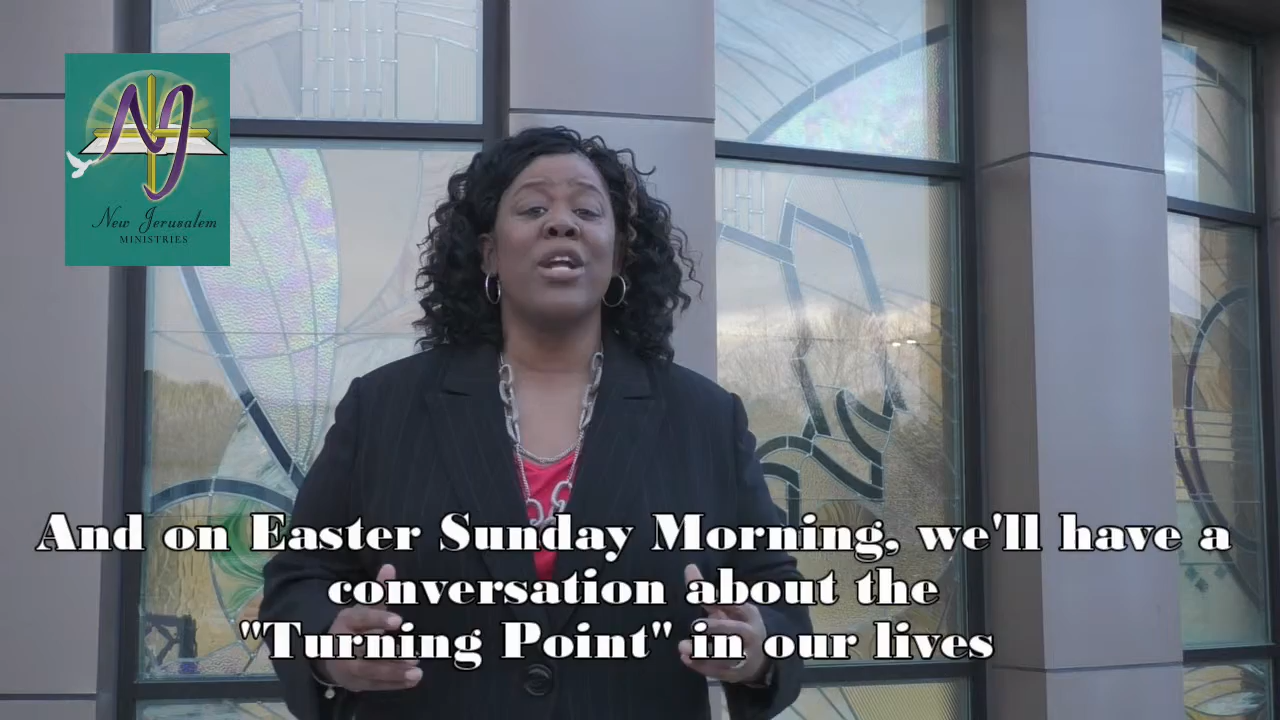 NJ
New Jerusalem
MINISTRIES
And on Easter Sunday Morning, we'll have a
conversation about the
"Turning Point" in our lives